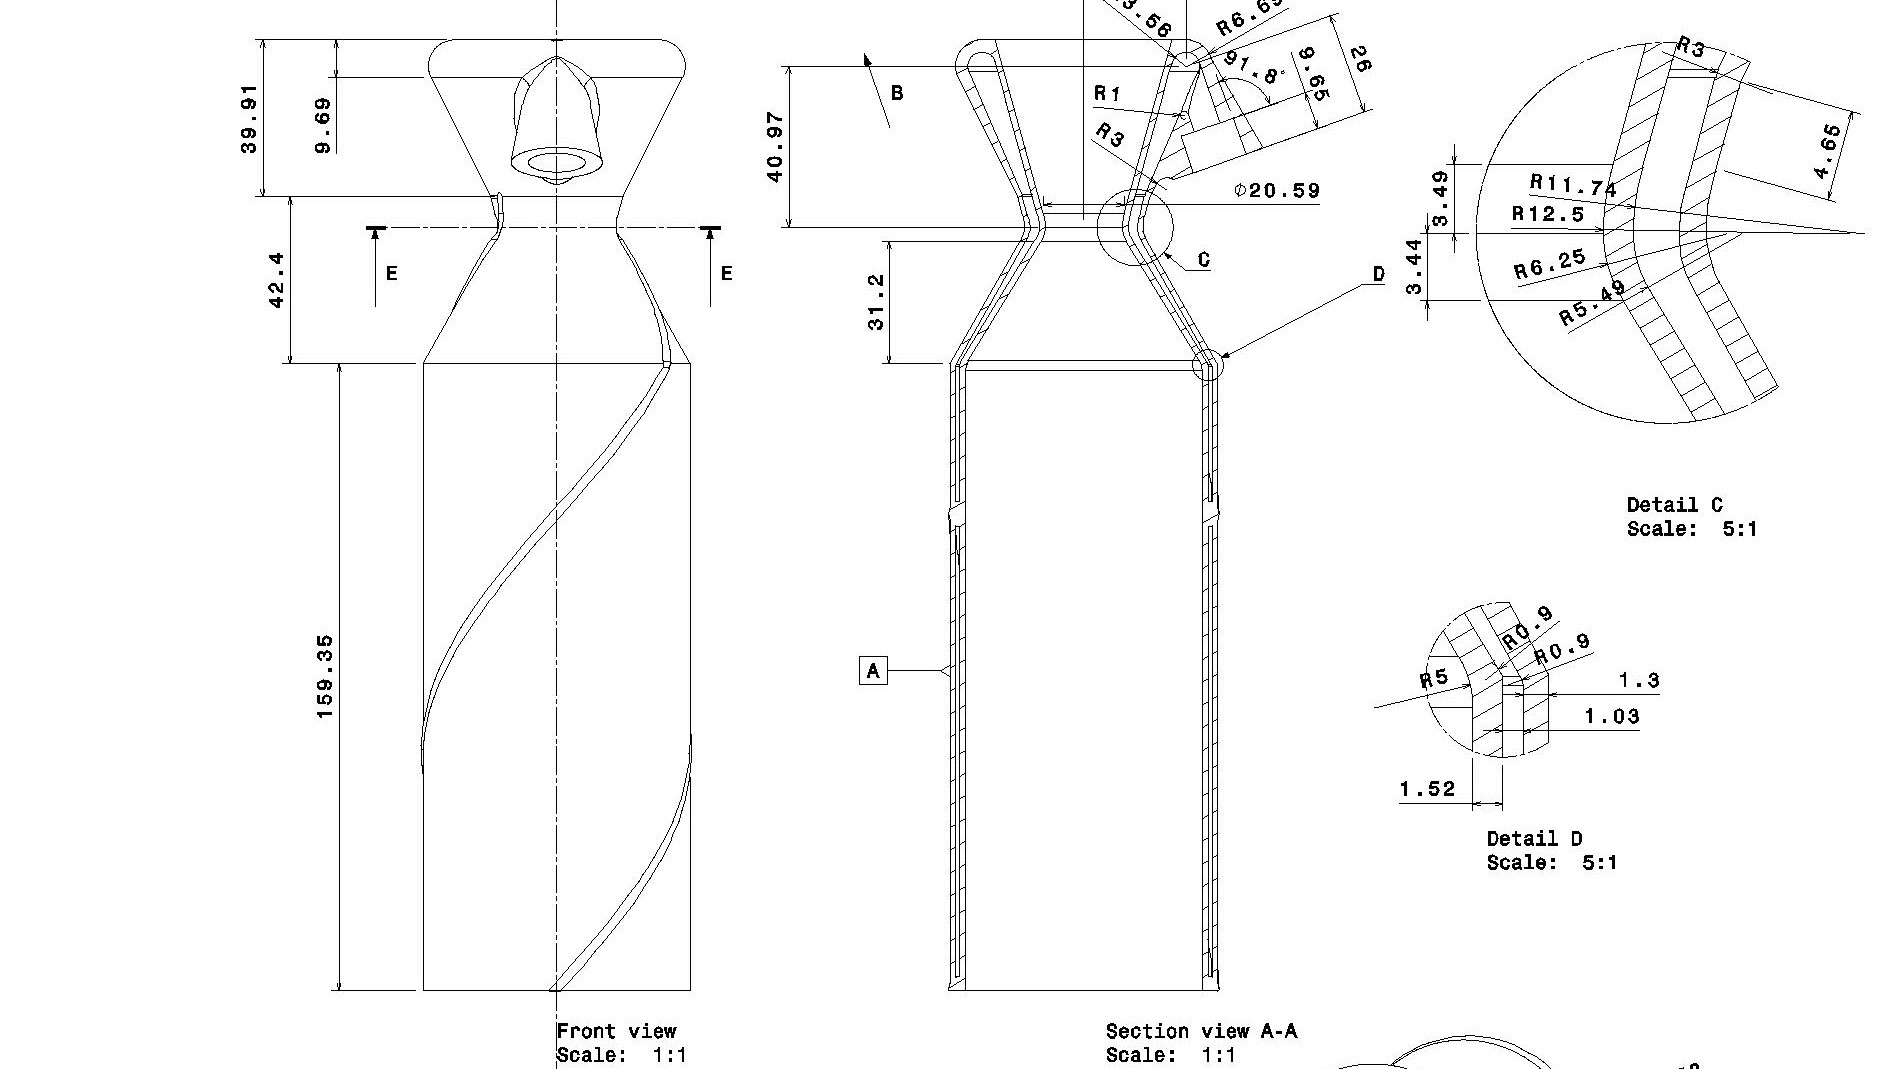 39.91
9.69
42.4
159.35
E
E
Front view
Scale: 1:1
B
40.97
31.2
R1
R3
3.56
R6.69
91.8°
9.65
26
∅20.59
C
D
A
Section view A-A
Scale: 1:1
R3
4.65
3.49
3.44
R11.74
R12.5
R6.25
R5.49
Detail C
Scale: 5:1
R0.9
R0.9
R5
1.3
1.03
1.52
Detail D
Scale: 5:1